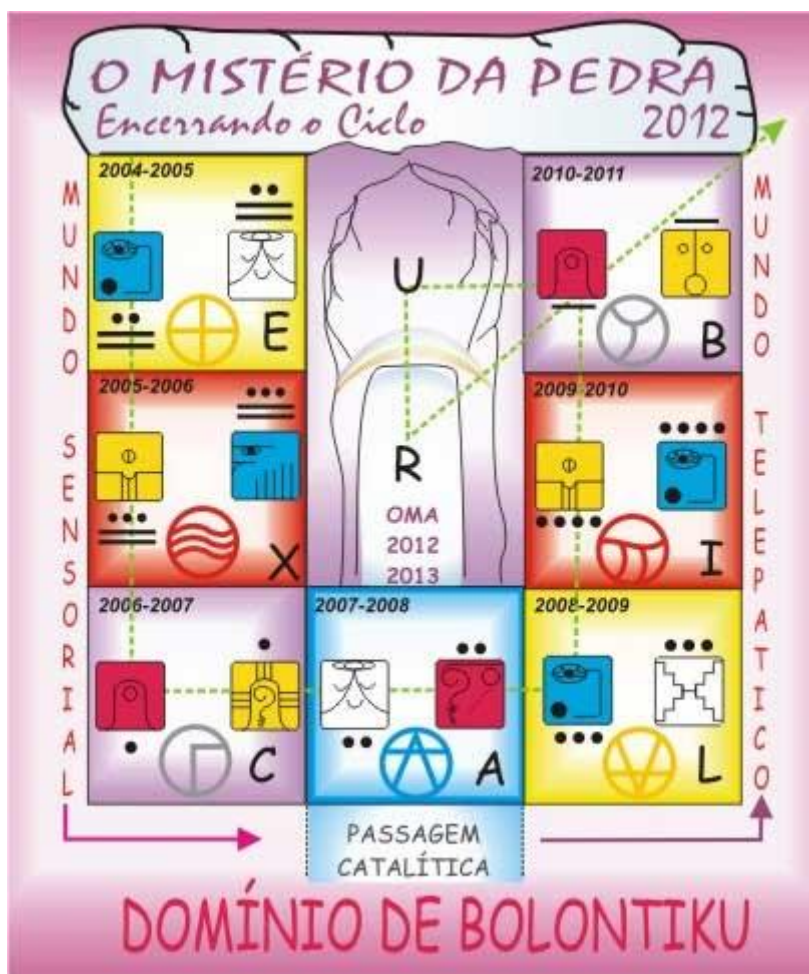 O MISTÉRIO DA PEDRA
Encerrando o Ciclo 2012
MUNDO SENSORIAL
2004-2005
E
2005-2006
X
2006-2007
C
U
R
OMA
2012
2013
2007-2008
A
2010-2011
B
2009-2010
I
2008-2009
L
MUNDO TELEPATICO
PASSAGEM
CATALÍTICA
DOMÍNIO DE BOLONTIKU